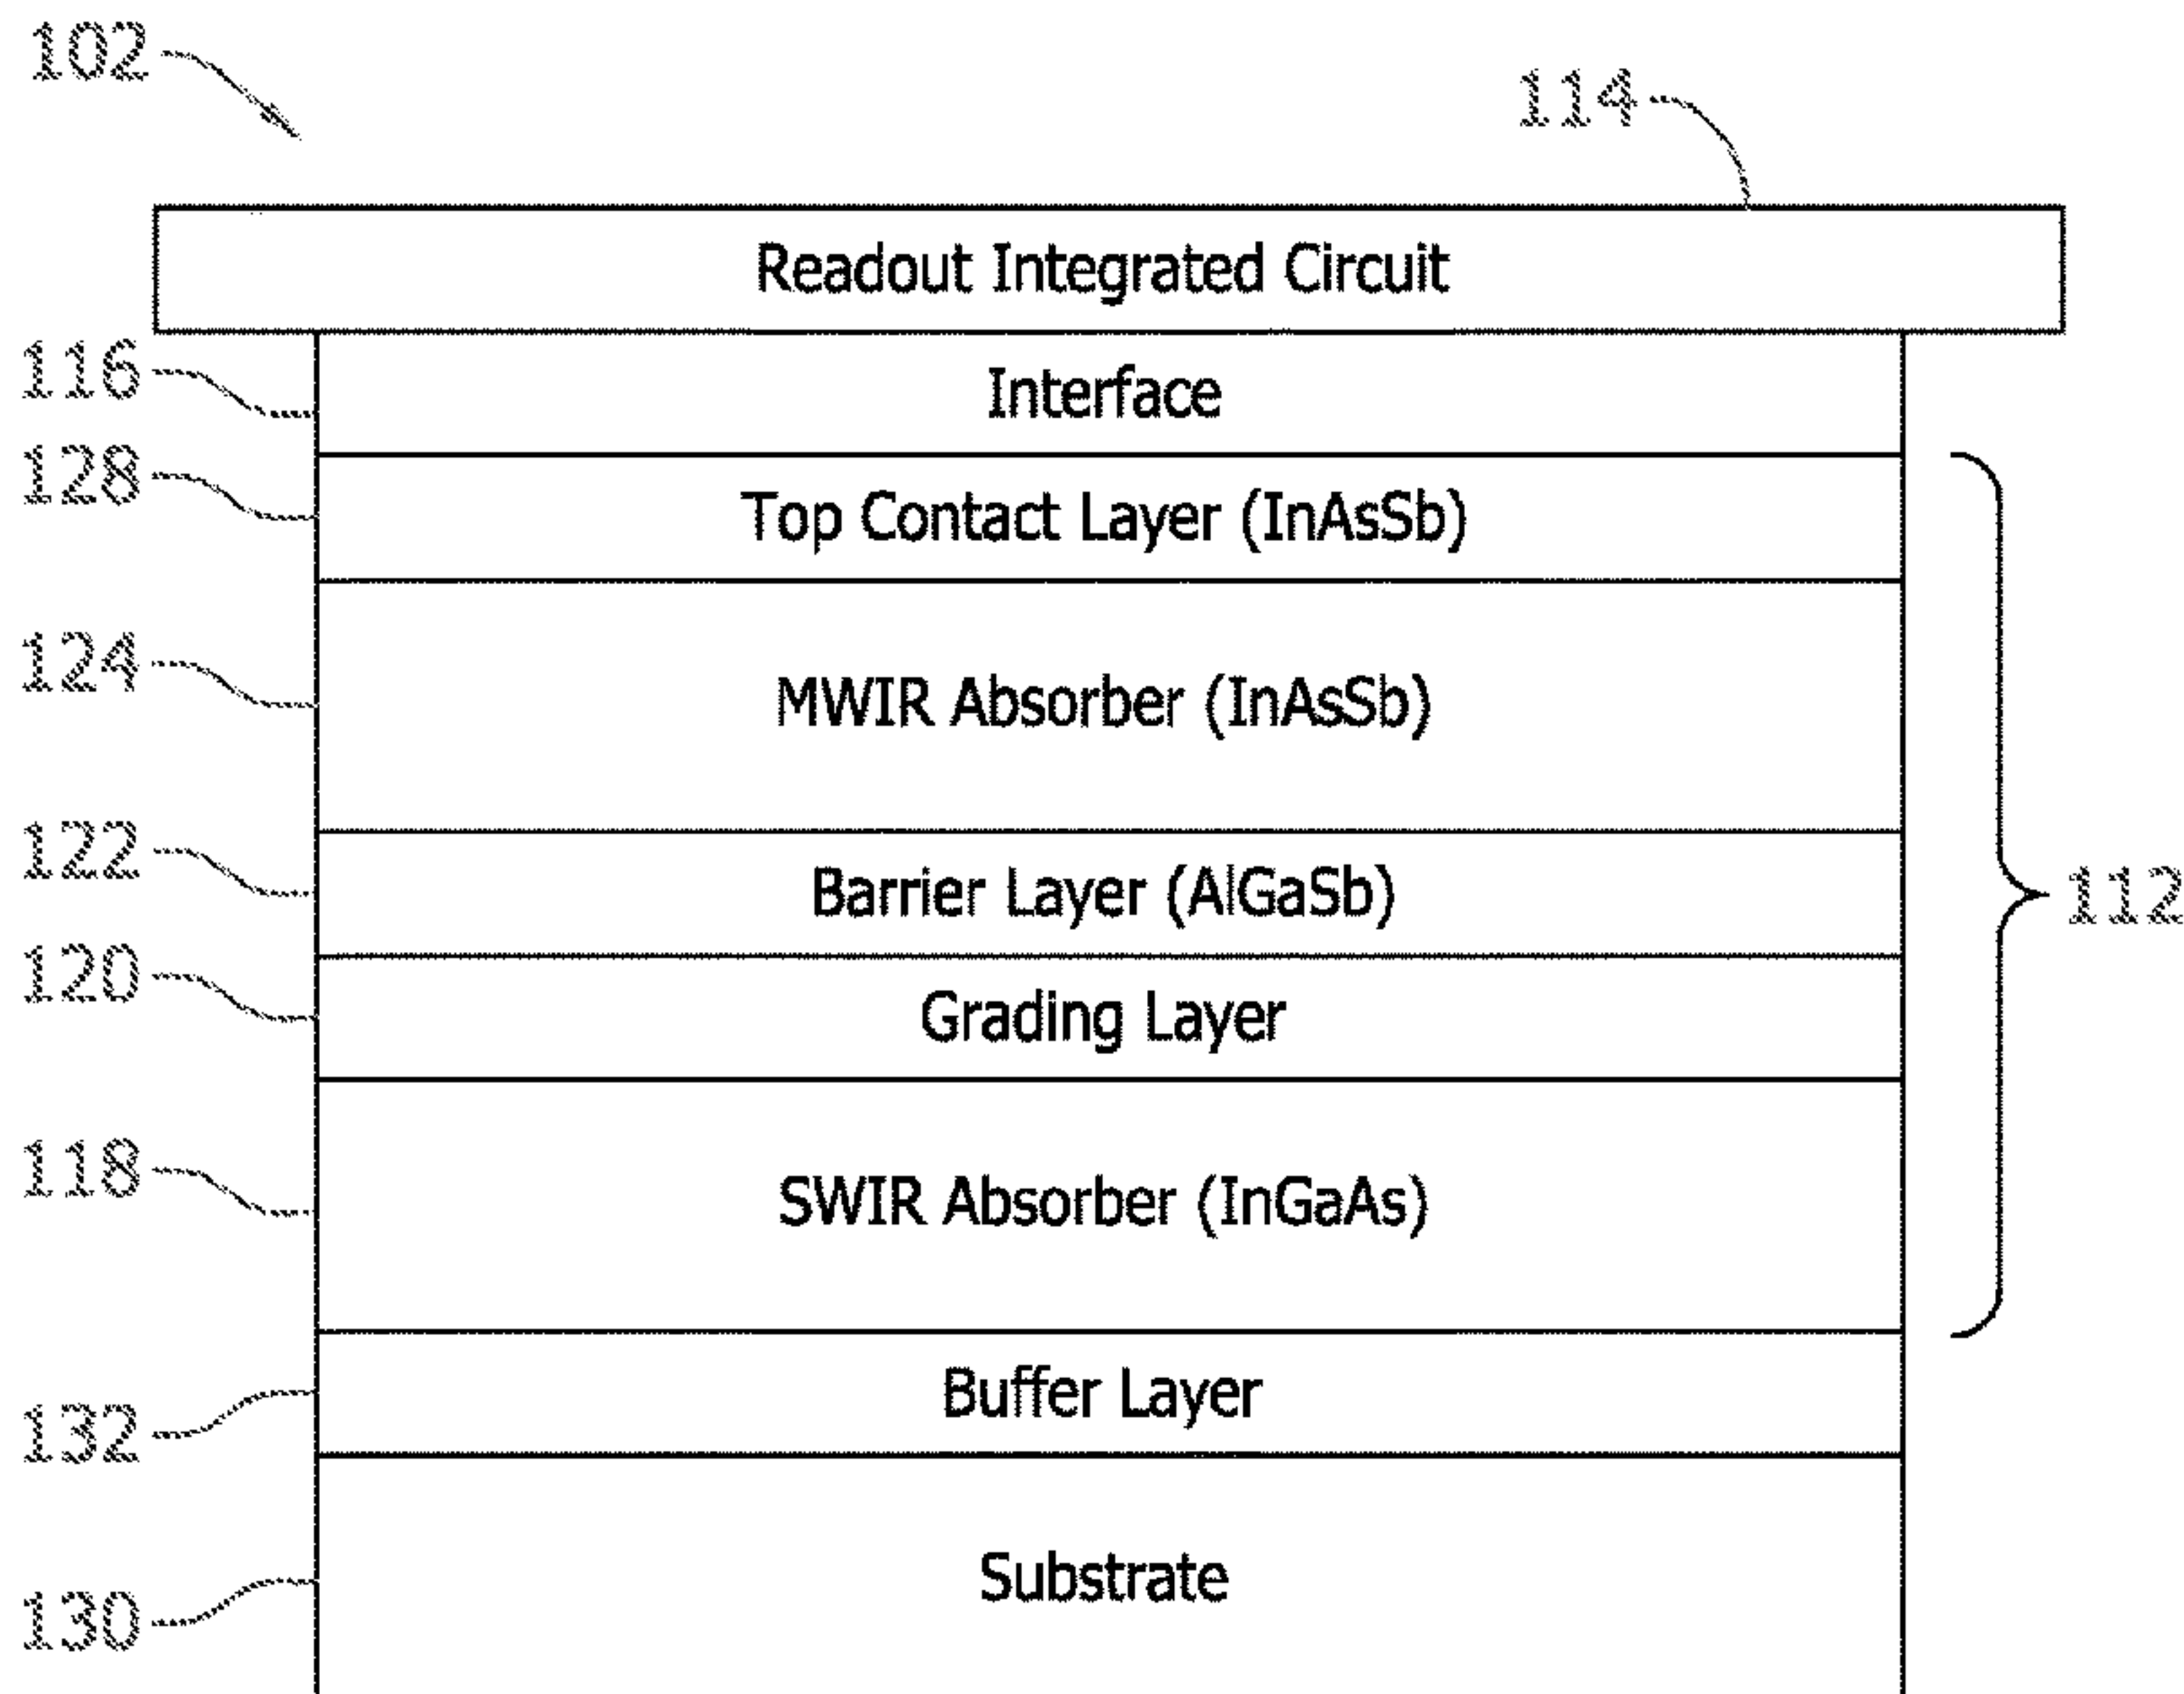 102
114
Readout Integrated Circuit
116
Interface
128
Top Contact Layer (InAsSb)
124
MWIR Absorber (InAsSb)
122
Barrier Layer (AlGaSb)
112
120
Grading Layer
118
SWIR Absorber (InGaAs)
Buffer Layer
132
Substrate
130